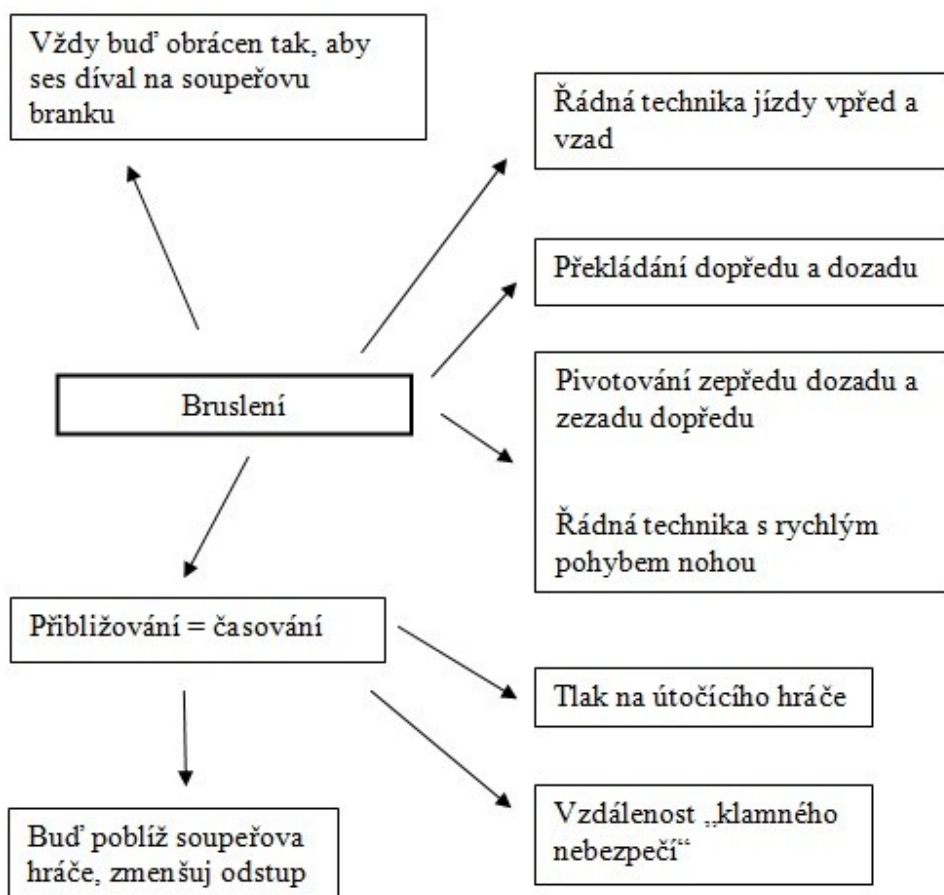 Vždy buď obrácen tak, aby
ses díval na soupeřovu
branku
Řádná technika jízdy vpřed a
vzad
Překládání dopředu a dozadu
Bruslení
Pivotování zepředu dozadu a
zezadu dopředu
Řádná technika s rychlým
pohybem nohou
Přibližování = časování
Tlak na útočícího hráče
Vzdálenost „klamného
nebezpečí“
Buď poblíž soupeřova
hráče, zmenšuj odstup